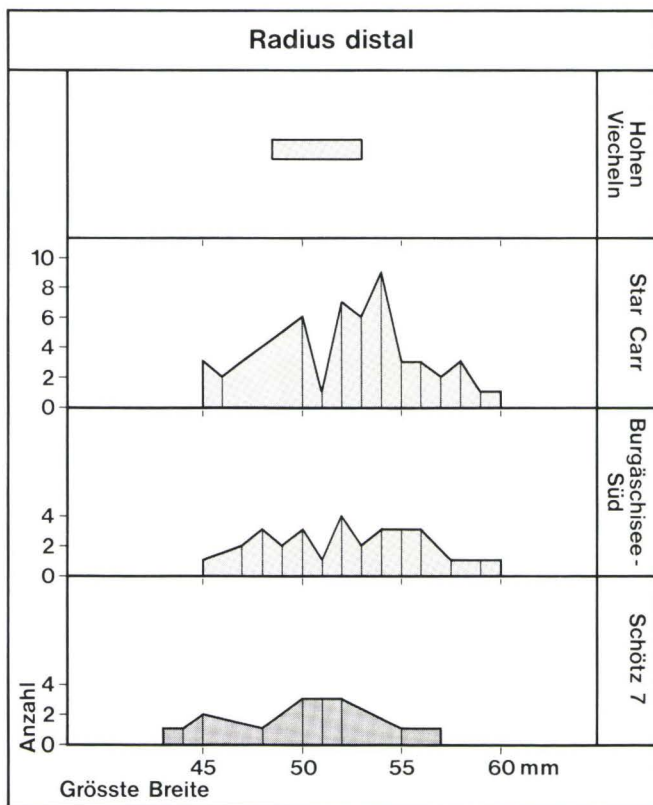 Radius distal
Hohen
Viecheln
10
8
6
4
2
0
Star Carr
4
2
0
Burgäschisee-
Süd
4
2
0
Anzahl
Schötz 7
45 50 55 60 mm
Grösste Breite